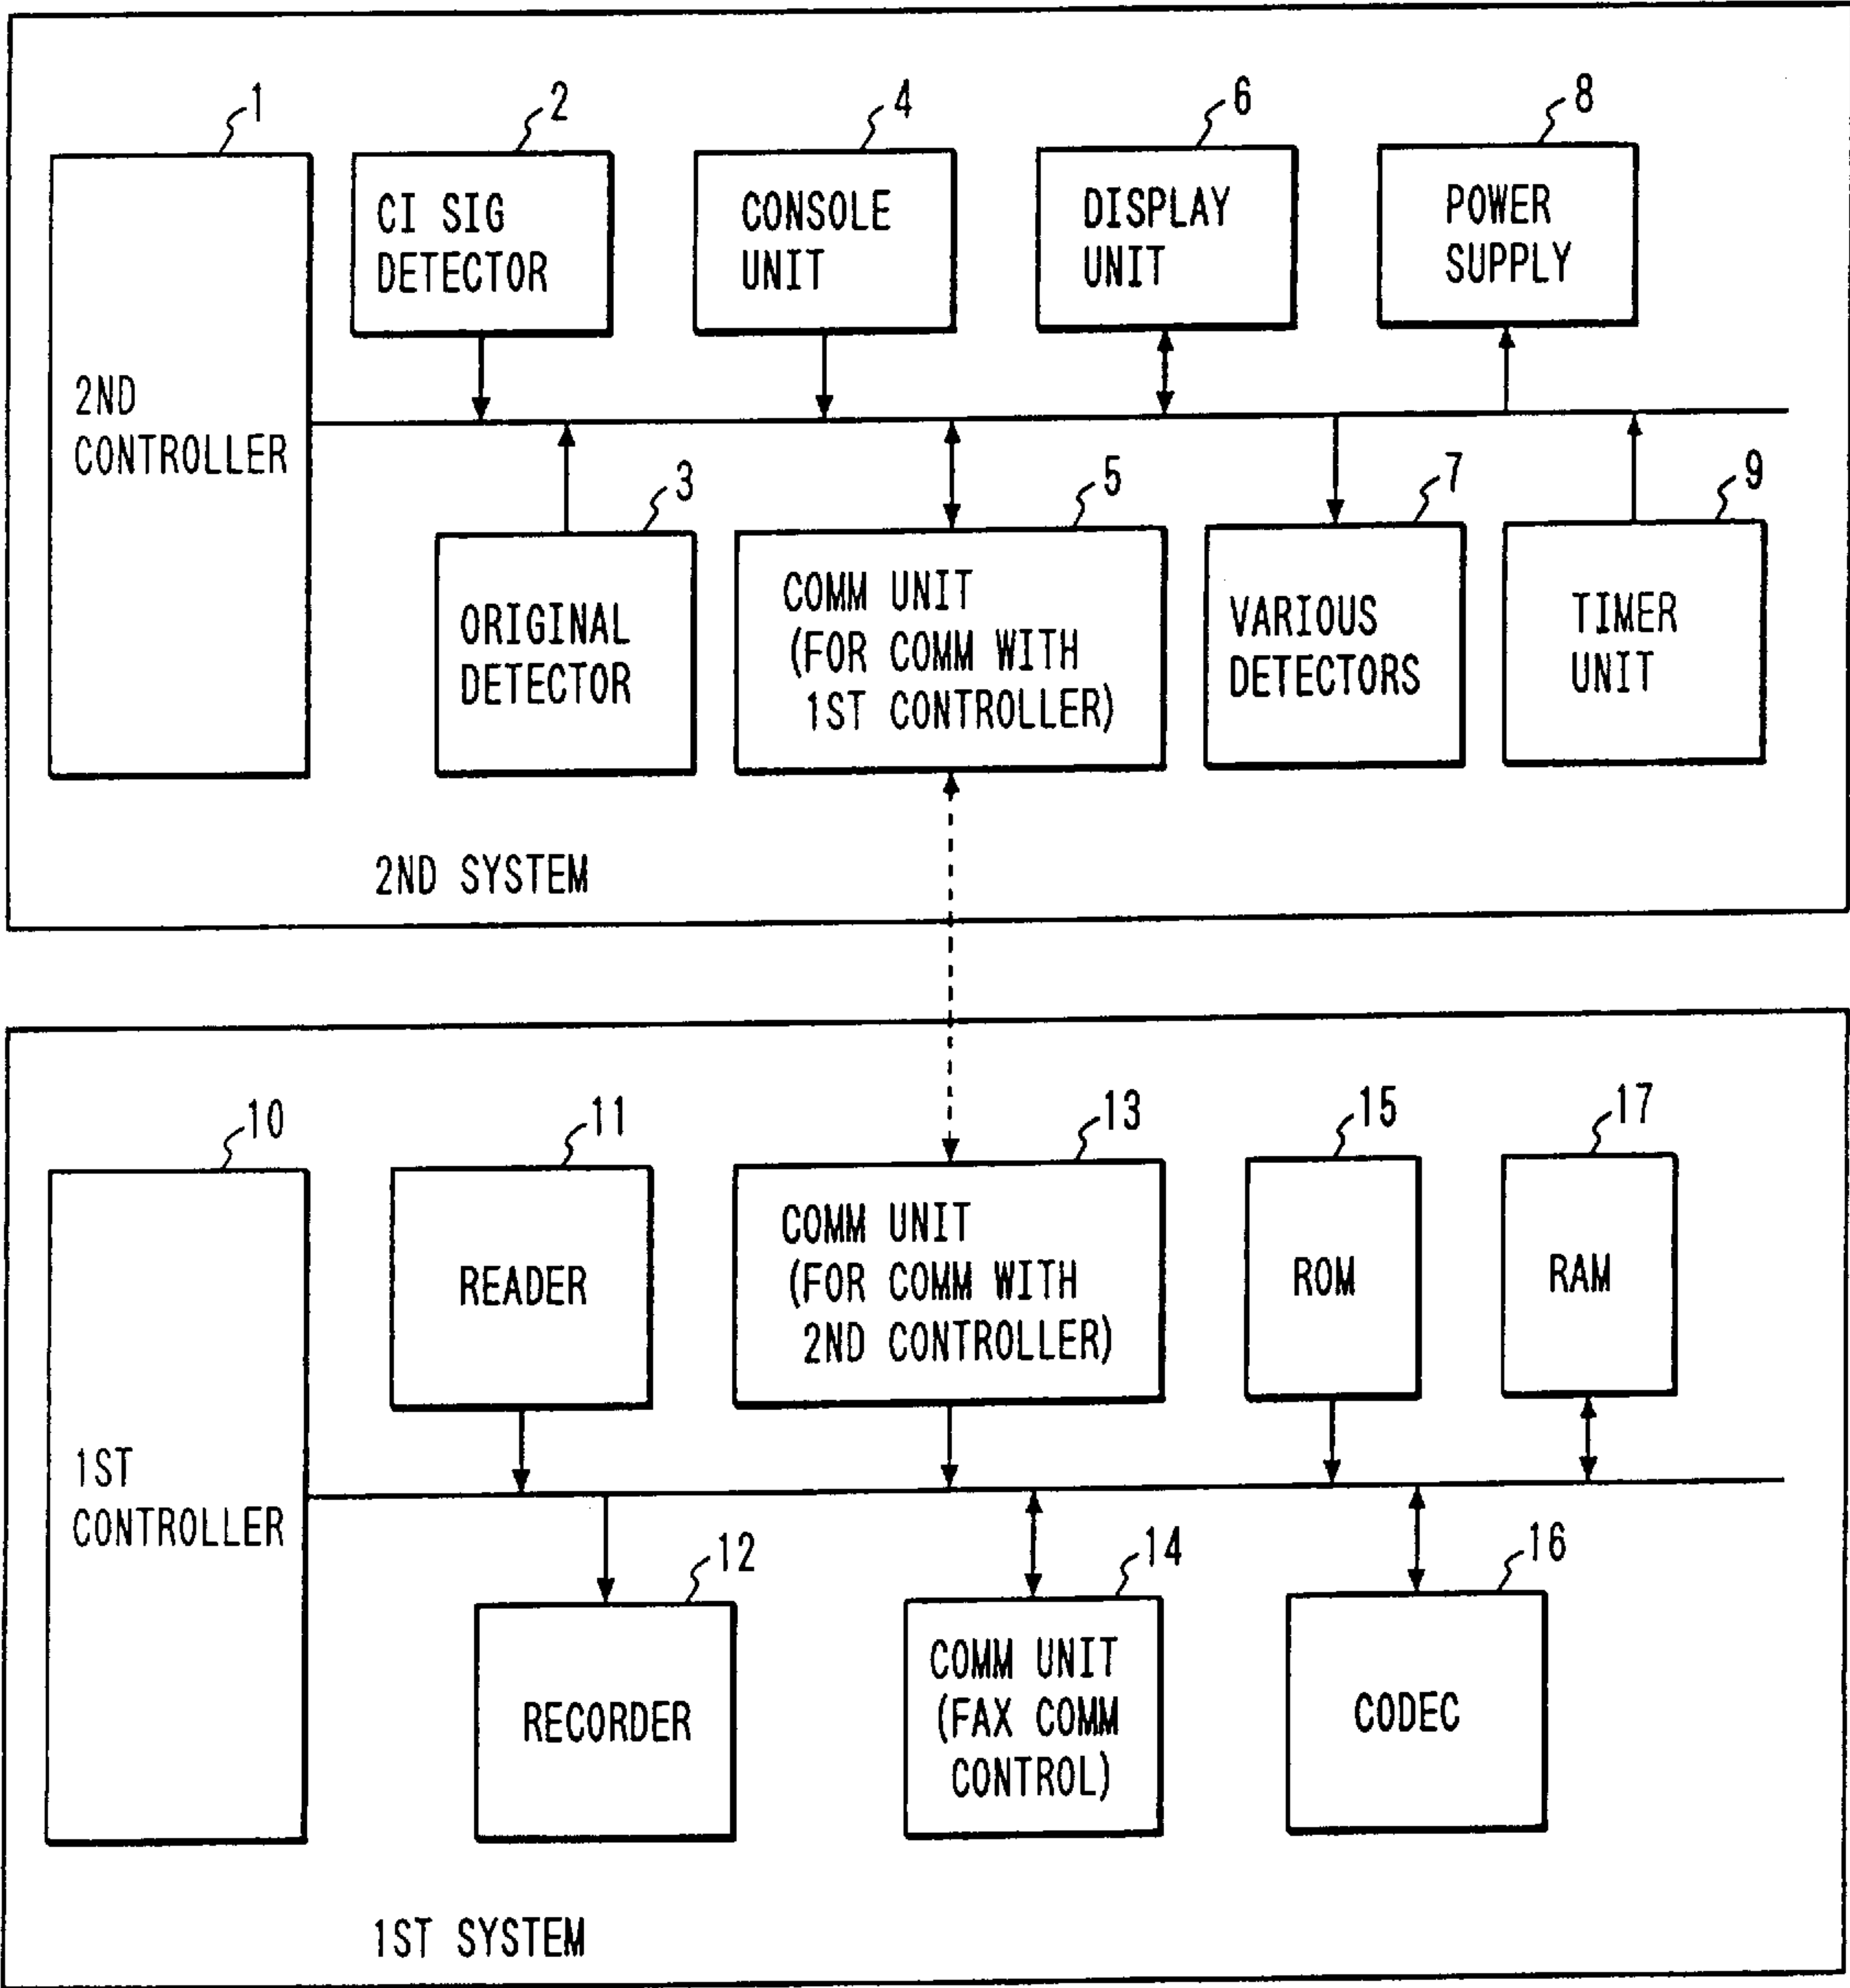 1
2
4
6
8
CI SIG
DETECTOR
CONSOLE
UNIT
DISPLAY
UNIT
POWER
SUPPLY
2ND
CONTROLLER
3
5
7
9
ORIGINAL
DETECTOR
COMM UNIT
(FOR COMM WITH
1ST CONTROLLER)
VARIOUS
DETECTORS
TIMER
UNIT
2ND SYSTEM
10
11
13
15
17
READER
COMM UNIT
(FOR COMM WITH
2ND CONTROLLER)
ROM
RAM
1ST
CONTROLLER
12
14
16
RECORDER
COMM UNIT
(FAX COMM
CONTROL)
CODEC
1ST SYSTEM